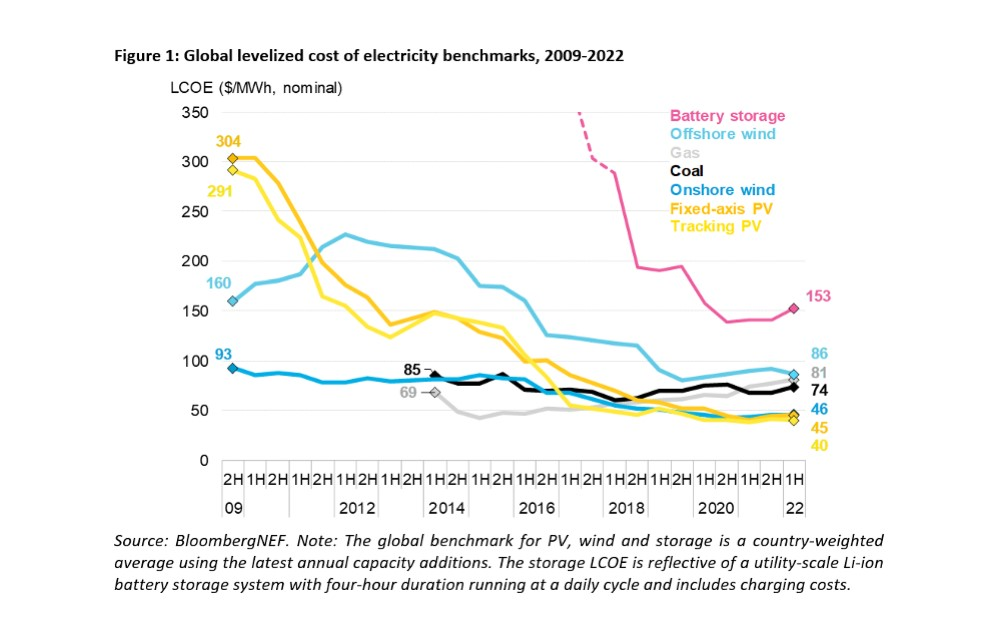 Figure 1: Global levelized cost of electricity benchmarks, 2009-2022
LCOE ($/MWh, nominal)
350
300
250
200
150
100
50
0
304
291
160
93
85
69
Battery storage
Offshore wind
Gas
Coal
Onshore wind
Fixed-axis PV
Tracking PV
153
86
81
74
46
45
40
2H 1H 2H 1H 2H 1H 2H 1H 2H 1H 2H 1H 2H 1H 2H 1H 2H 1H 2H 1H 2H 1H 2H 1H 2H 1H
09 2012 2014 2016 2018 2020 22
Source: BloombergNEF. Note: The global benchmark for PV, wind and storage is a country-weighted
average using the latest annual capacity additions. The storage LCOE is reflective of a utility-scale Li-ion
battery storage system with four-hour duration running at a daily cycle and includes charging costs.